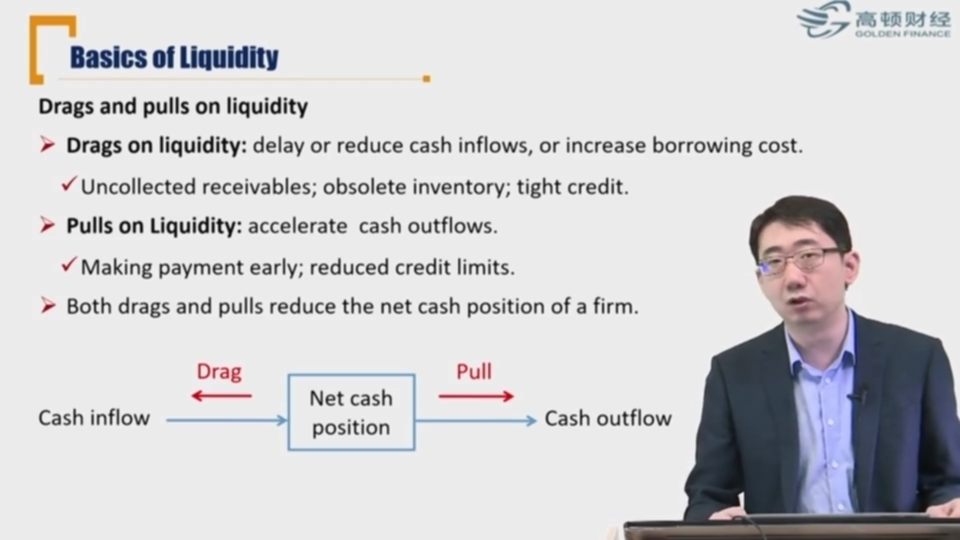 高顿财经
GOLDEN FINANCE
Basics of Liquidity
Drags and pulls on liquidity
Drags on liquidity: delay or reduce cash inflows, or increase borrowing cost.
Uncollected receivables; obsolete inventory; tight credit.
Pulls on Liquidity: accelerate cash outflows.
Making payment early; reduced credit limits.
Both drags and pulls reduce the net cash position of a firm.
Drag
Pull
Cash inflow
Net cash
position
Cash outflow